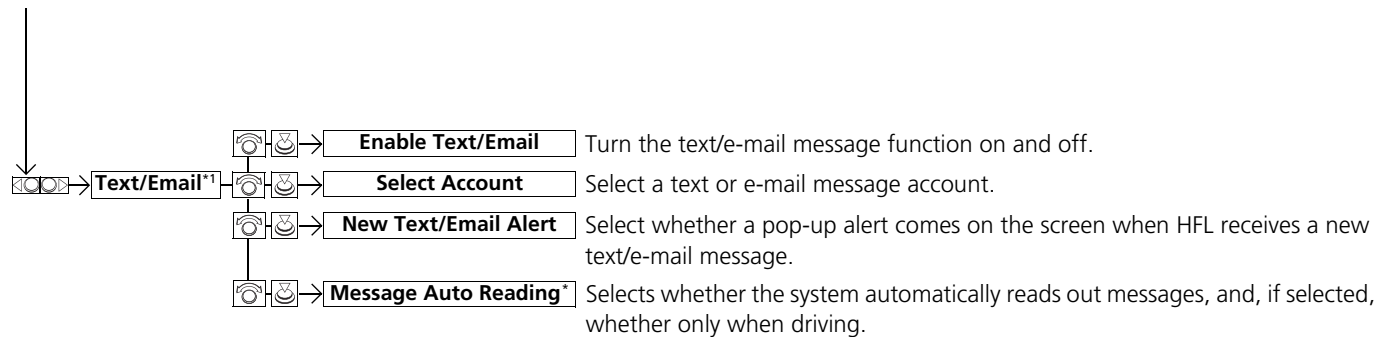 Enable Text/Email Turn the text/e-mail message function on and off.
Text/Email*1 Select Account Select a text or e-mail message account.
New Text/Email Alert Select whether a pop-up alert comes on the screen when HFL receives a new
text/e-mail message.
Message Auto Reading* Selects whether the system automatically reads out messages, and, if selected,
whether only when driving.